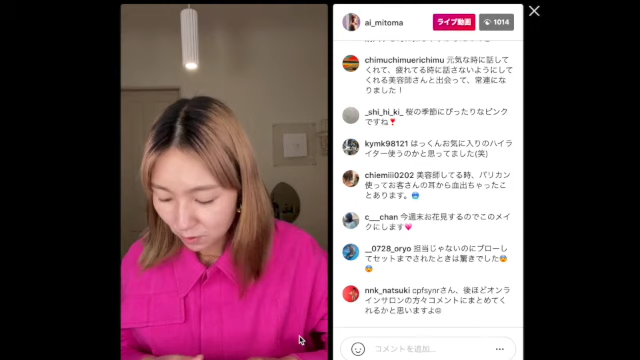 ai_mitoma
ライブ動画
1014
chimuchimuerichimu 元気な時に話して
くれて、疲れてる時に話さないようにして
くれる美容師さんと出会って、常連にな
りました！
_shi_hi_ki_ 桜の季節にぴったりなピンク
ですね❣️
kymk98121 はっくんお気に入りのハイラ
イター使うのかと思ってました(笑)
chiemiii0202 美容師してる時、バリカン
使ってお客さんの耳から血出ちゃったこ
とあります。🥶
c___chan 今週末お花見するのでこのメイ
クにします💗
__0728_oryo 担当じゃないのにブローし
てセットまでされたときは驚きでした😨
😨
nnk_natsuki cpfsynrさん、後ほどオンラ
インサロンの方々コメントにまとめてく
れるかと思いますよ☺
コメントを追加...